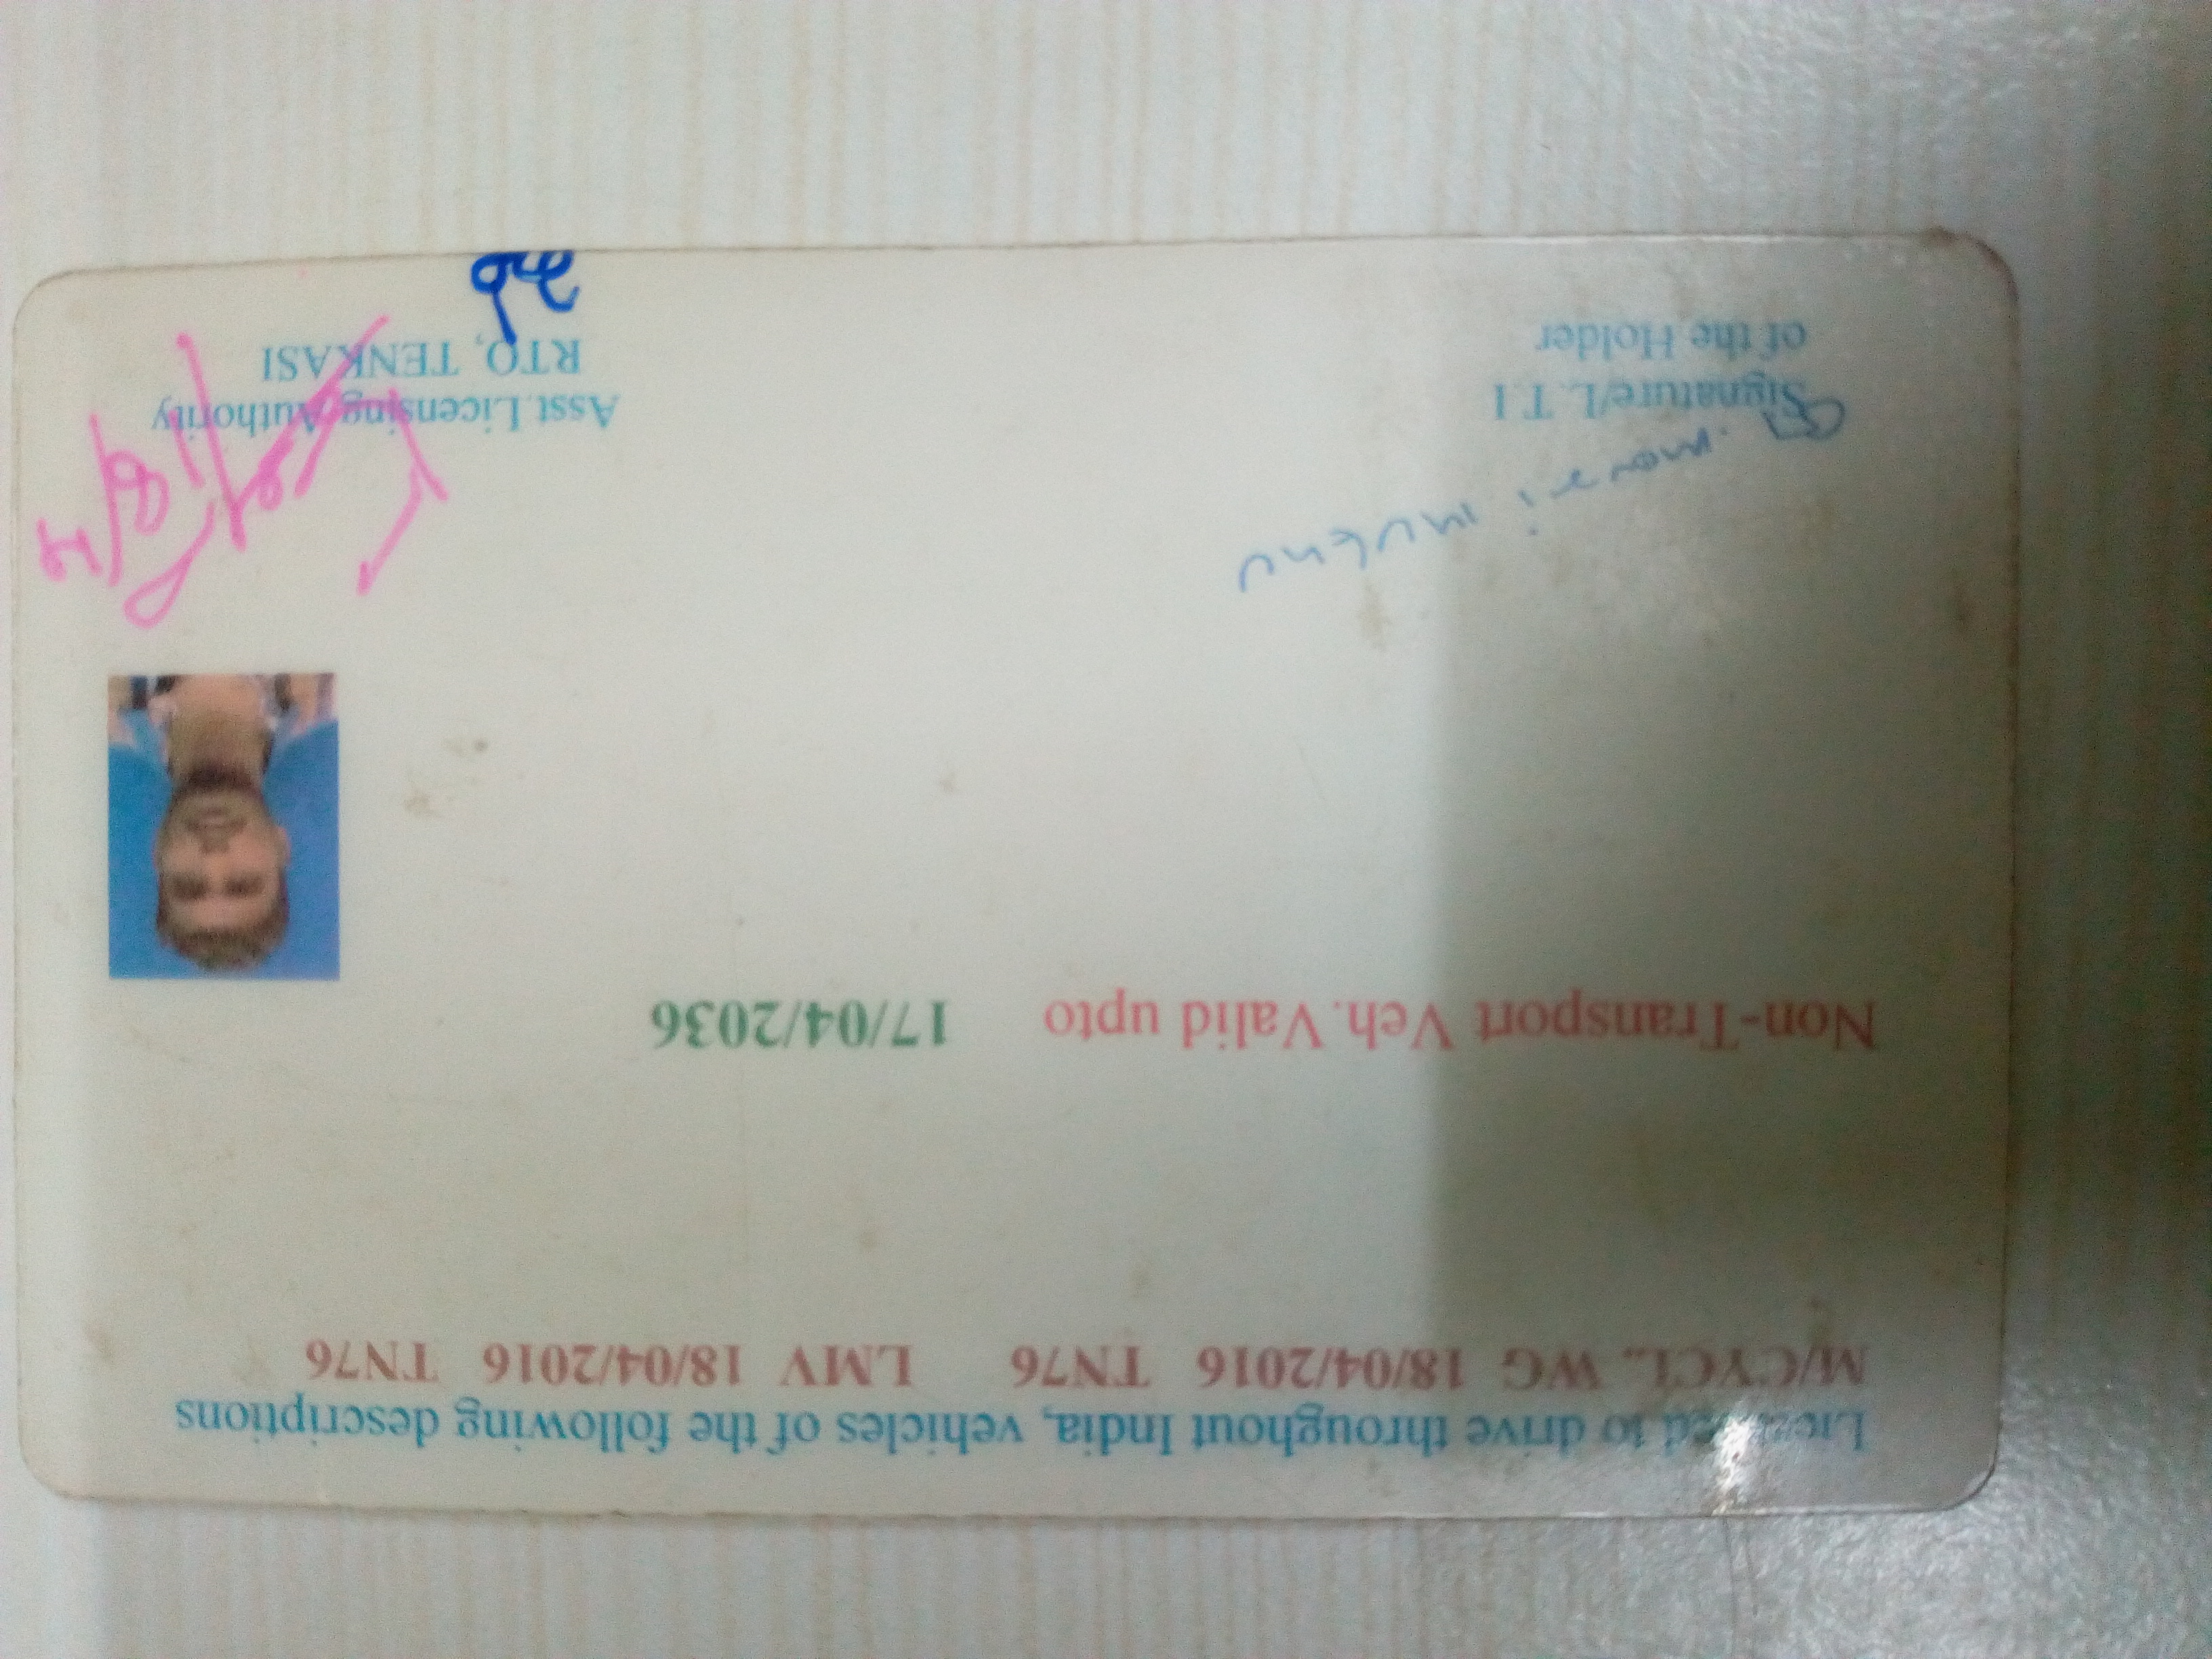 Licensed to drive throughout India, vehicles of the following descriptions
M/CYCL., WG 18/04/2016 TN76 LMV 18/04/2016 TN76
Non-Transport Veh. Valid upto 17/04/2036
Signature/L.T.I
of the Holder
Asst.Licensing Authority
RTO, TENKASI